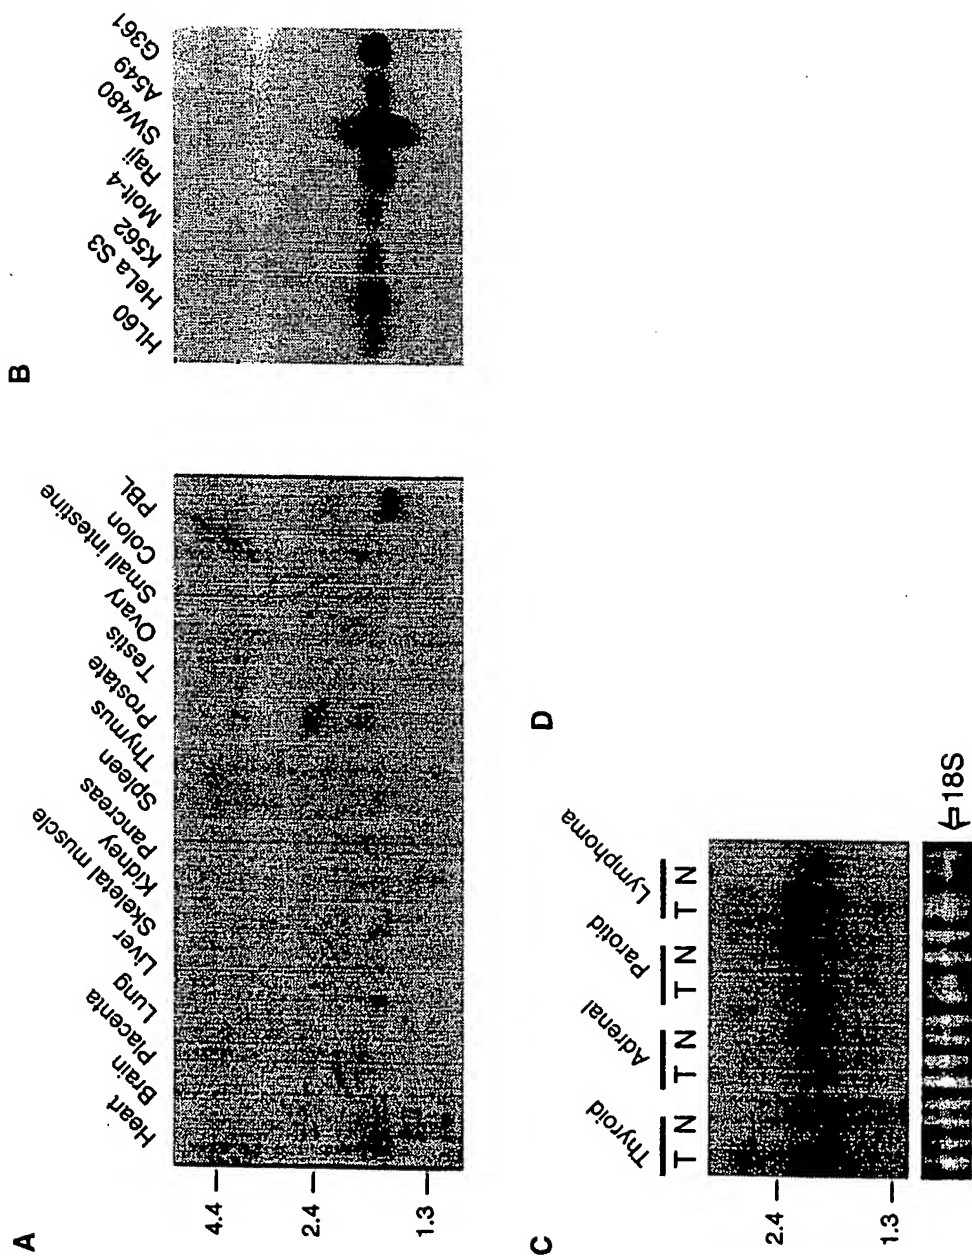 A
Heart
Brain
Placenta
Lung
Liver
Skeletal muscle
Kidney
Pancreas
Spleen
Thymus
Prostate
Testis
Ovary
Small intestine
Colon
PBL
4.4
2.4
1.3
B
HL60
HeLa S3
K562
Molt-4
Raji
SW480
A549
G361
C
Thyroid
Adrenal
Parotid
Lymphoma
T N T N T N T N
2.4
1.3
⇐18S
D